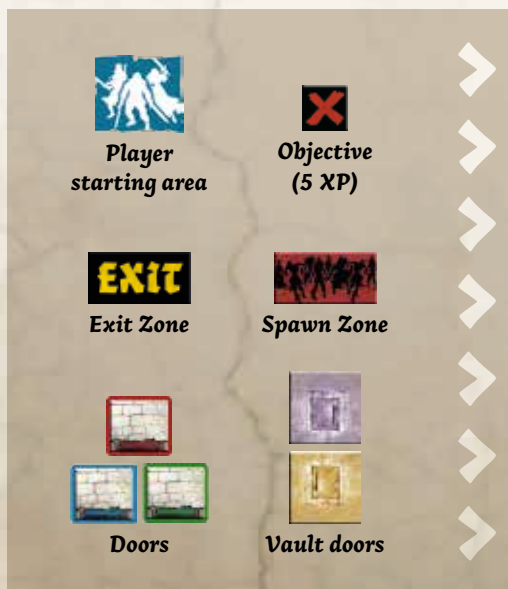 Player
starting area
Objective
(5 XP)
EXIT
Exit Zone
Spawn Zone
Doors
Vault doors